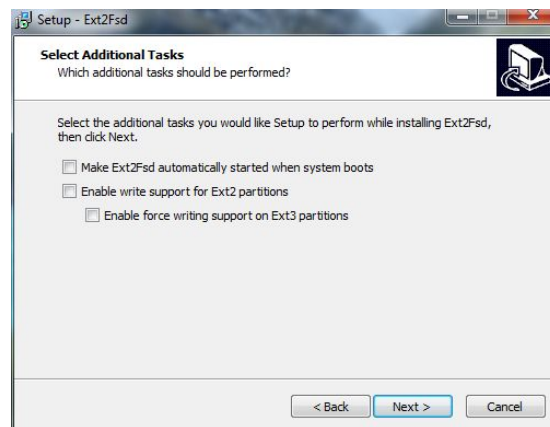 Setup - Ext2Fsd
Select Additional Tasks
Which additional tasks should be performed?
Select the additional tasks you would like Setup to perform while installing Ext2Fsd,
then click Next.
Make Ext2Fsd automatically started when system boots
Enable write support for Ext2 partitions
Enable force writing support on Ext3 partitions
< Back Next > Cancel